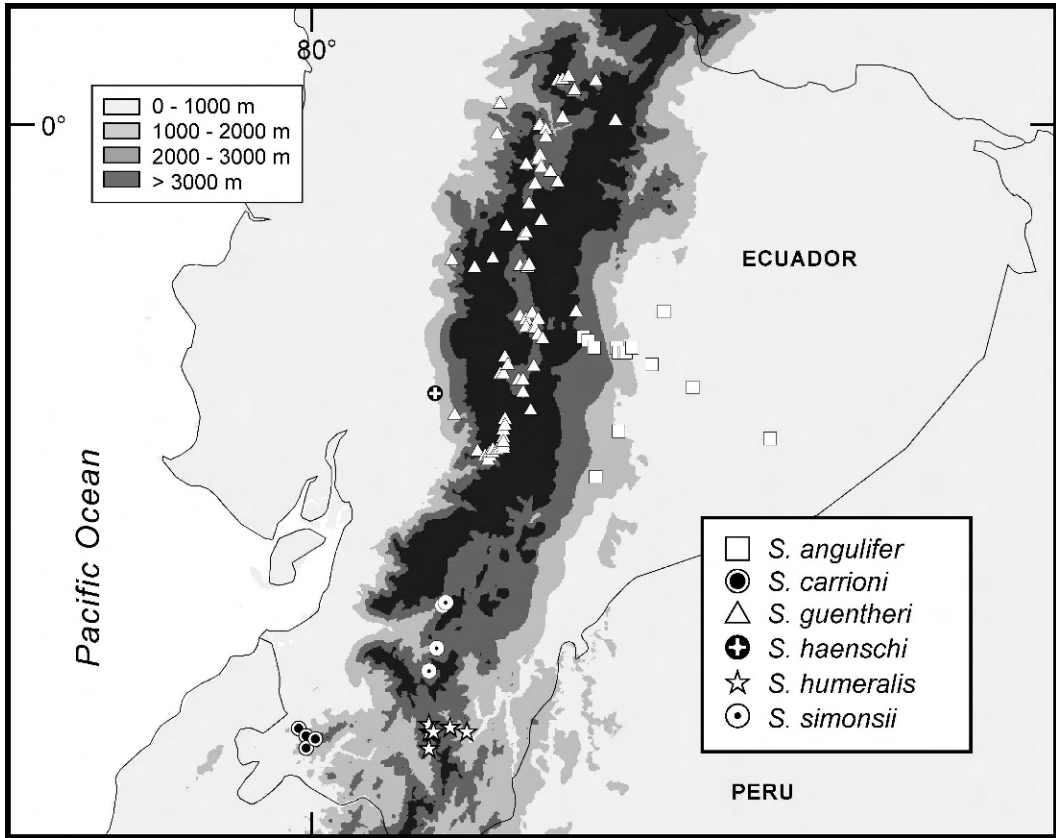 80°
0°
0 - 1000 m
1000 - 2000 m
2000 - 3000 m
> 3000 m
ECUADOR
Pacific Ocean
S. angulifer
S. carrioni
S. guentheri
S. haenschi
S. humeralis
S. simonsii
PERU